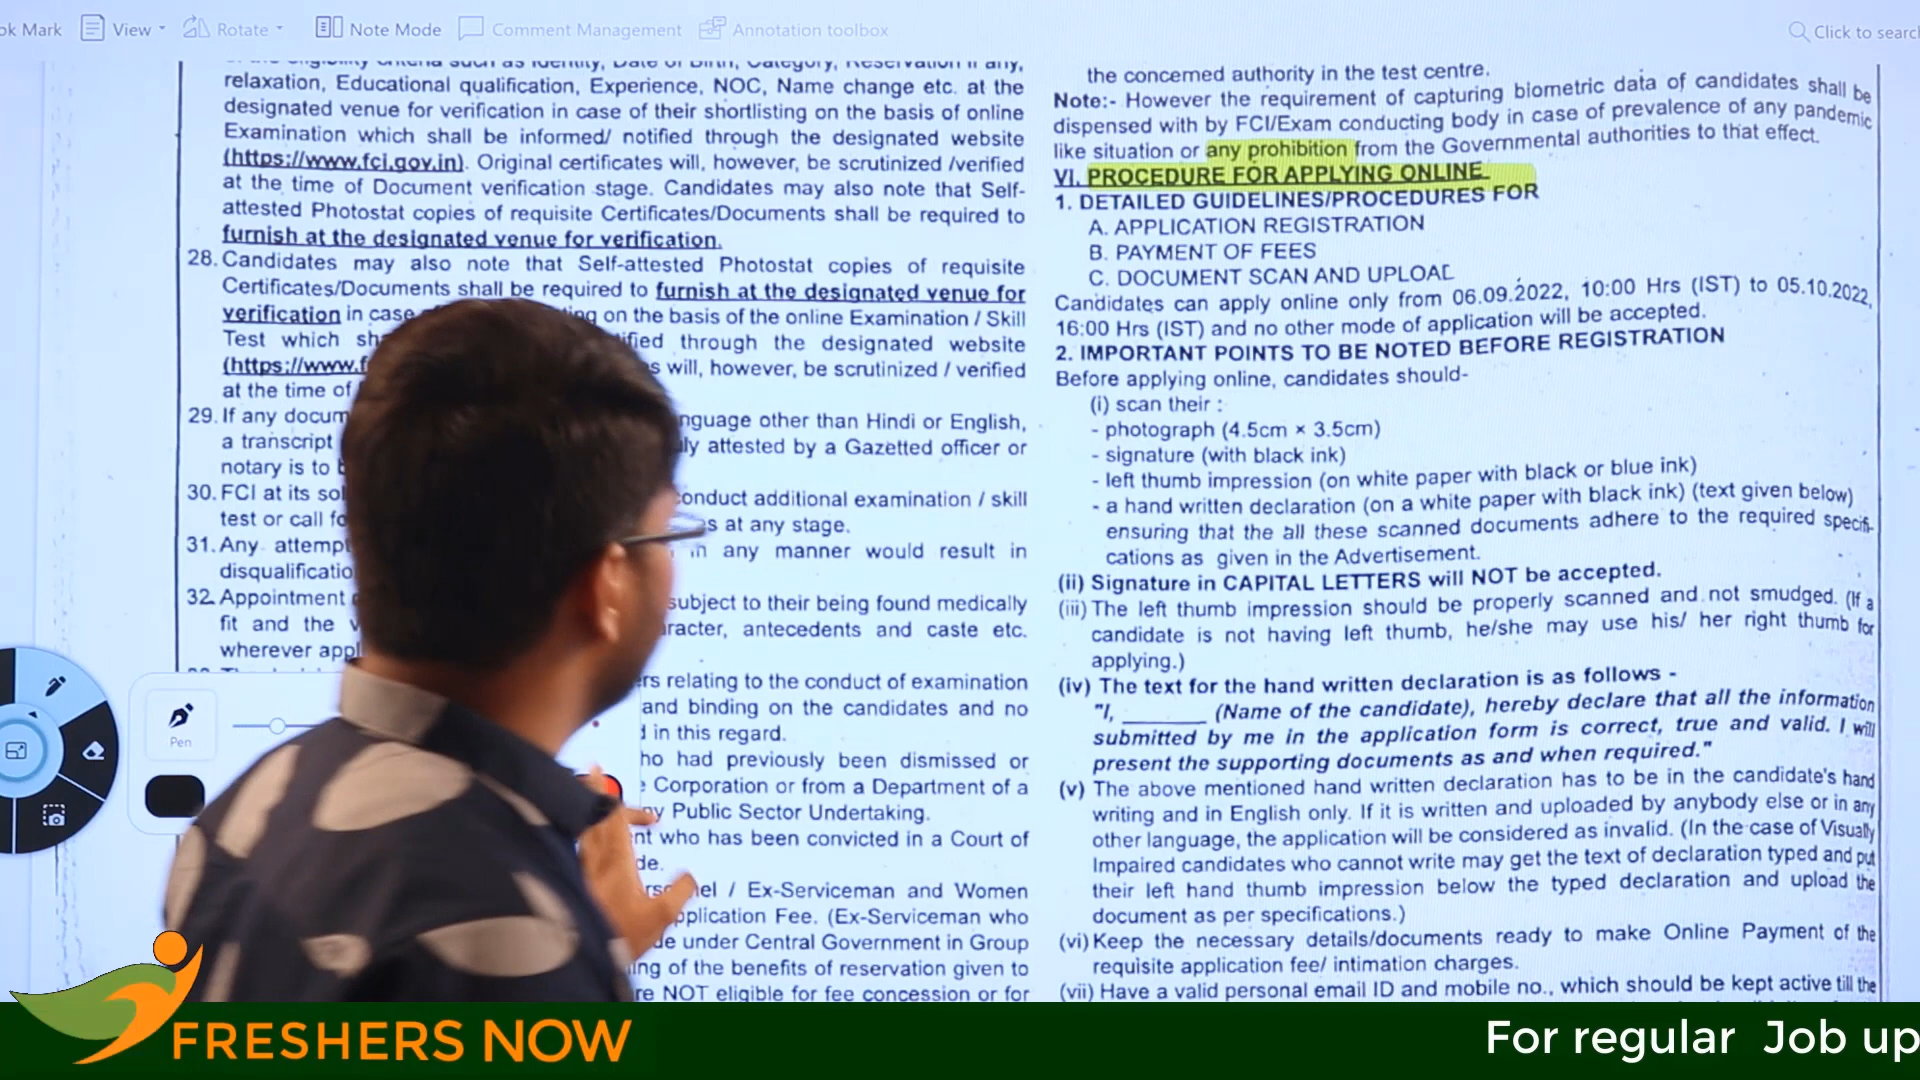 ok Mark View Rotate Note Mode Comment Management Annotation toolbox Click to search
of the eligibility criteria such as Identity, Date of Birth, Category, Reservation if any,
relaxation, Educational qualification, Experience, NOC, Name change etc. at the
designated venue for verification in case of their shortlisting on the basis of online
Examination which shall be informed/ notified through the designated website
(https://www.fci.gov.in). Original certificates will, however, be scrutinized /verified
at the time of Document verification stage. Candidates may also note that Self-
attested Photostat copies of requisite Certificates/Documents shall be required to
furnish at the designated venue for verification.
28. Candidates may also note that Self-attested Photostat copies of requisite
Certificates/Documents shall be required to furnish at the designated venue for
verification in case on the basis of the online Examination / Skill
Test which through the designated website
(https://www.f will, however, be scrutinized / verified
at the time of
29. If any docum nguage other than Hindi or English,
a transcript ly attested by a Gazetted officer or
notary is to
30. FCI at its sol onduct additional examination / skill
test or call fo s at any stage.
31. Any attempt in any manner would result in
disqualificatio
32. Appointment subject to their being found medically
fit and the racter, antecedents and caste etc.
wherever appl
rs relating to the conduct of examination
and binding on the candidates and no
in this regard.
ho had previously been dismissed or
Corporation or from a Department of a
ny Public Sector Undertaking.
nt who has been convicted in a Court of
de.
nel / Ex-Serviceman and Women
pplication Fee. (Ex-Serviceman who
de under Central Government in Group
ing of the benefits of reservation given to
re NOT eligible for fee concession or for
the concerned authority in the test centre.
Note:- However the requirement of capturing biometric data of candidates shall be
dispensed with by FCI/Exam conducting body in case of prevalence of any pandemic
like situation or any prohibition from the Governmental authorities to that effect.
VI. PROCEDURE FOR APPLYING ONLINE
1. DETAILED GUIDELINES/PROCEDURES FOR
A. APPLICATION REGISTRATION
B. PAYMENT OF FEES
C. DOCUMENT SCAN AND UPLOAD
Candidates can apply online only from 06.09.2022, 10:00 Hrs (IST) to 05.10.2022,
16:00 Hrs (IST) and no other mode of application will be accepted.
2. IMPORTANT POINTS TO BE NOTED BEFORE REGISTRATION
Before applying online, candidates should-
(i) scan their :
- photograph (4.5cm × 3.5cm)
- signature (with black ink)
- left thumb impression (on white paper with black or blue ink)
- a hand written declaration (on a white paper with black ink) (text given below)
ensuring that the all these scanned documents adhere to the required specifi-
cations as given in the Advertisement.
(ii) Signature in CAPITAL LETTERS will NOT be accepted.
(iii) The left thumb impression should be properly scanned and not smudged. (If a
candidate is not having left thumb, he/she may use his/ her right thumb for
applying.)
(iv) The text for the hand written declaration is as follows -
"I, _______ (Name of the candidate), hereby declare that all the information
submitted by me in the application form is correct, true and valid. I will
present the supporting documents as and when required."
(v) The above mentioned hand written declaration has to be in the candidate's hand
writing and in English only. If it is written and uploaded by anybody else or in any
other language, the application will be considered as invalid. (In the case of Visually
Impaired candidates who cannot write may get the text of declaration typed and put
their left hand thumb impression below the typed declaration and upload the
document as per specifications.)
(vi) Keep the necessary details/documents ready to make Online Payment of the
requisite application fee/ intimation charges.
(vii) Have a valid personal email ID and mobile no., which should be kept active till the
Pen
FRESHERS NOW
For regular Job up